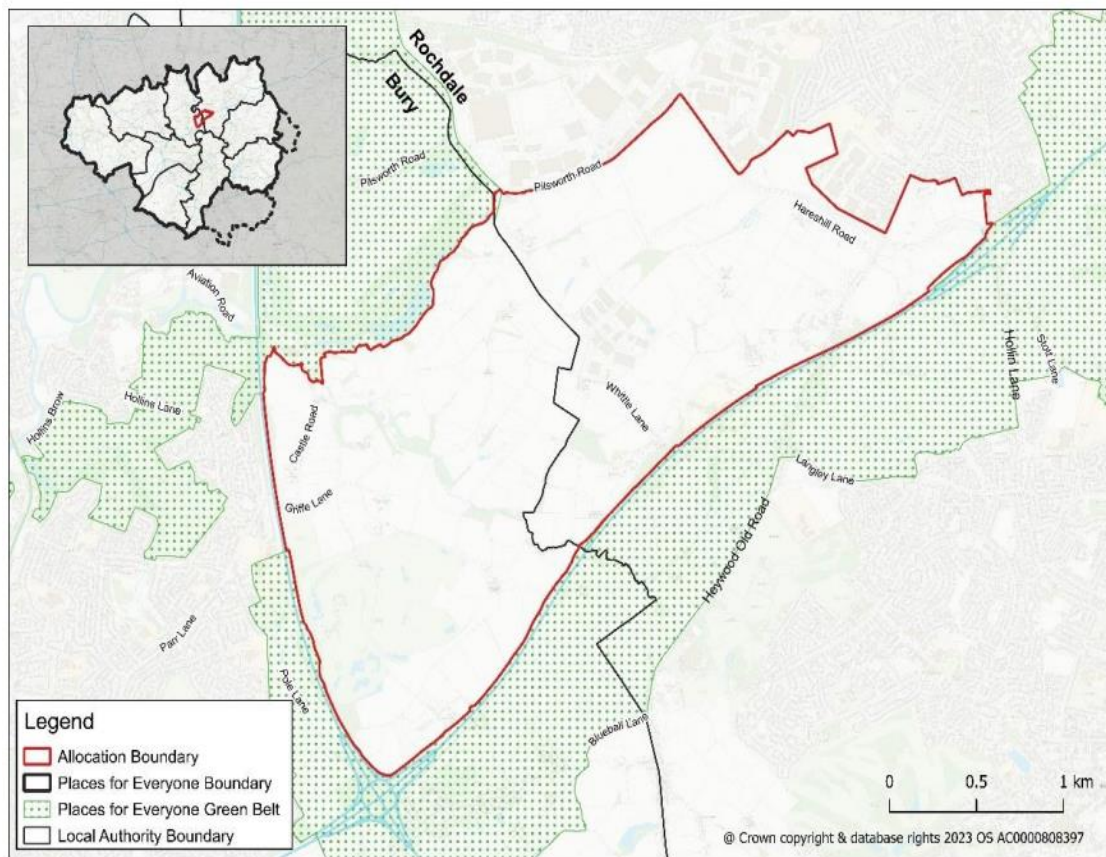 Rochdale
Bury
Pilsworth Road
Pilsworth Road
Hareshill Road
Aviation Road
Hollins Lane
Hollins Brow
Castle Road
Griffe Lane
Whittle Lane
Hollin Lane
Stott Lane
Langley Lane
Heywood Old Road
Parr Lane
Pole Lane
Blueball Lane
Legend
Allocation Boundary
Places for Everyone Boundary
Places for Everyone Green Belt
Local Authority Boundary
0 0.5 1 km
@ Crown copyright & database rights 2023 OS AC0000808397